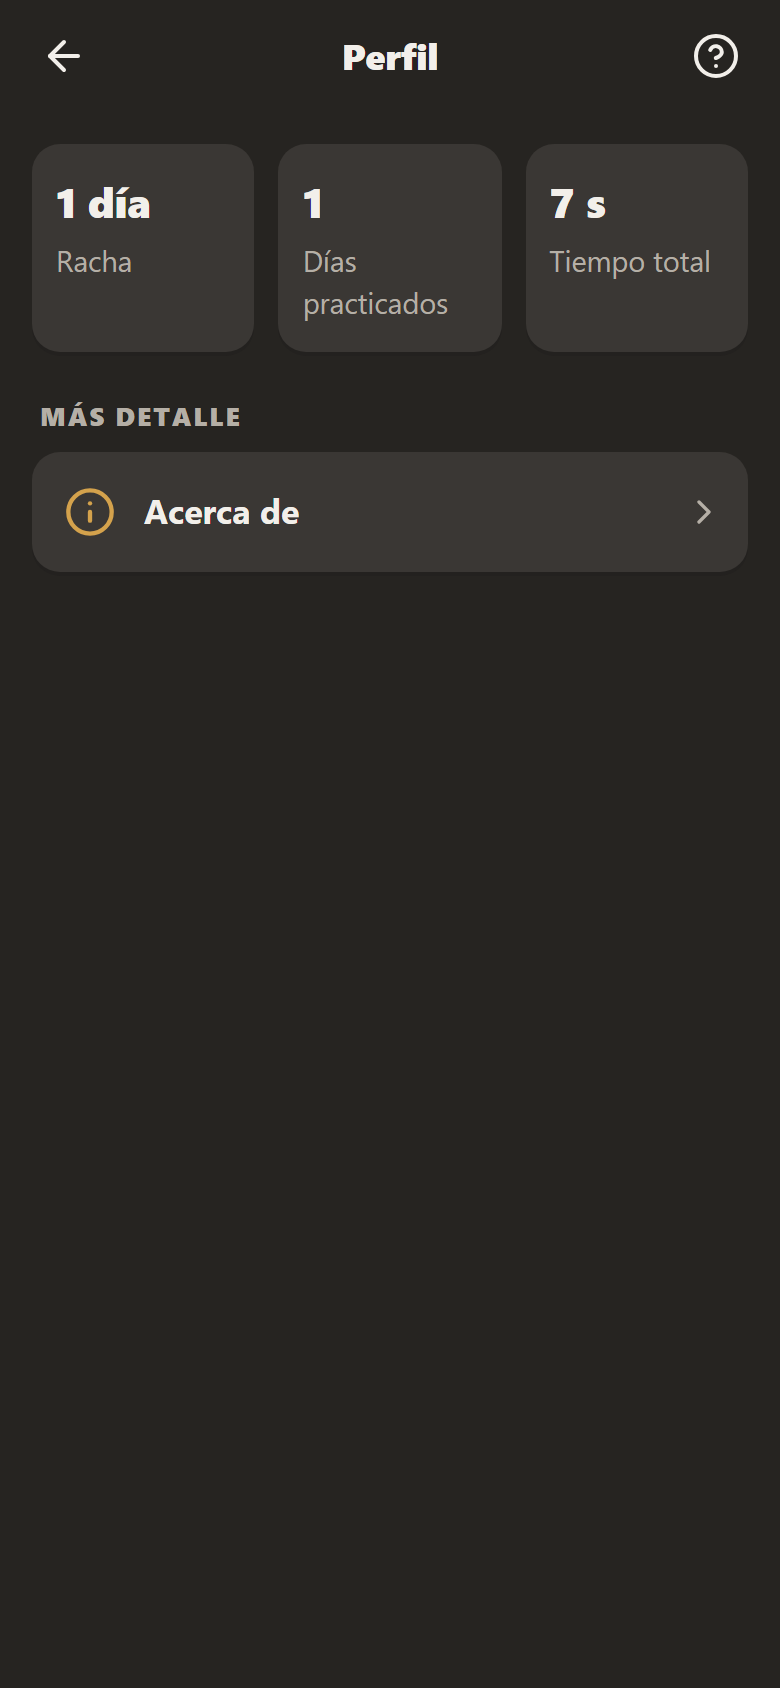 Perfil
1 día
Racha
1
Días
practicados
7 s
Tiempo total
MÁS DETALLE
Acerca de